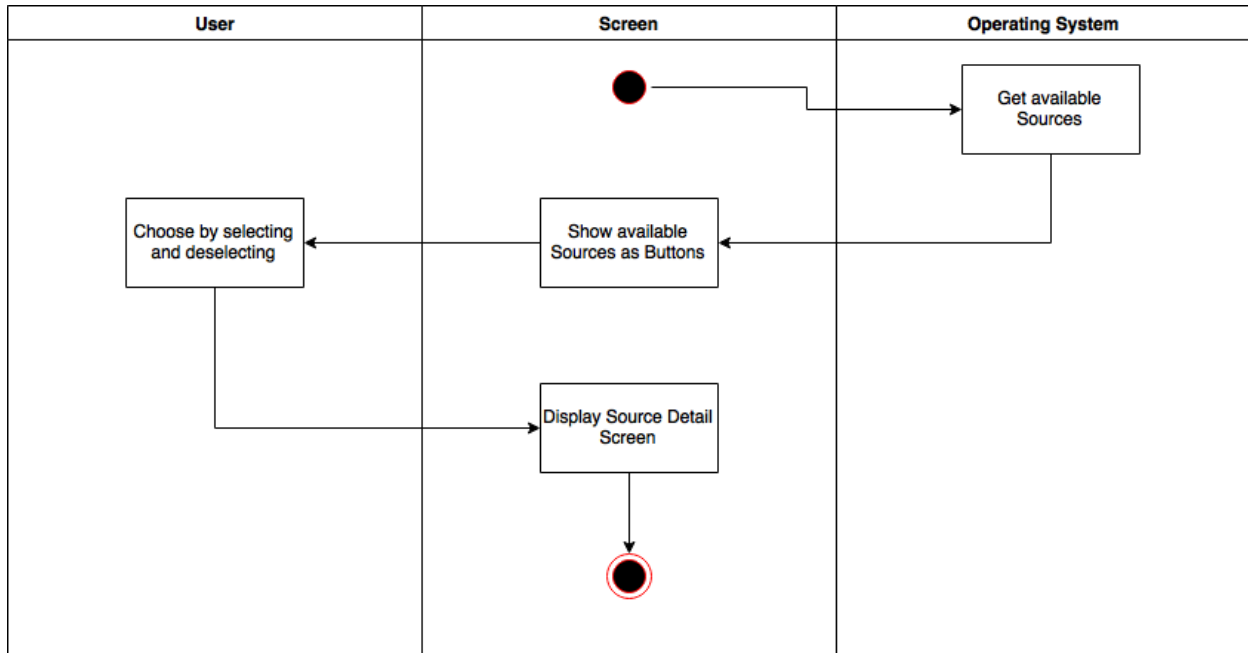 User
Screen
Operating System
Get available
Sources
Choose by selecting
and deselecting
Show available
Sources as Buttons
Display Source Detail
Screen